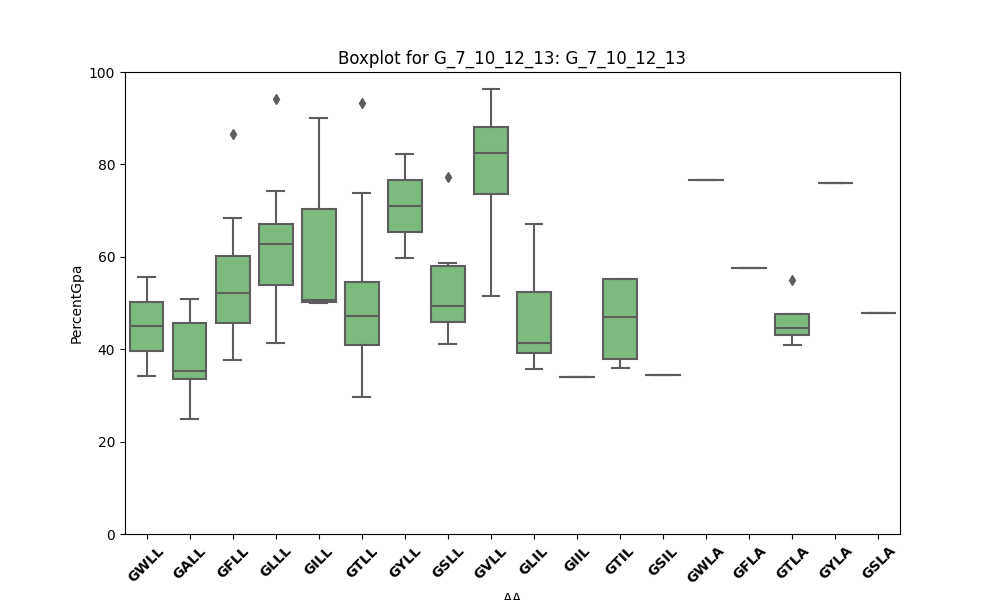 Boxplot for G_7_10_12_13: G_7_10_12_13
100
80
60
40
20
0
PercentGpa
GWLL GALL GFLL GLLL GILL GTLL GYLL GSLL GVLL GLIL GIIL GTIL GSIL GWLA GFLA GTLA GYLA GSLA
AA